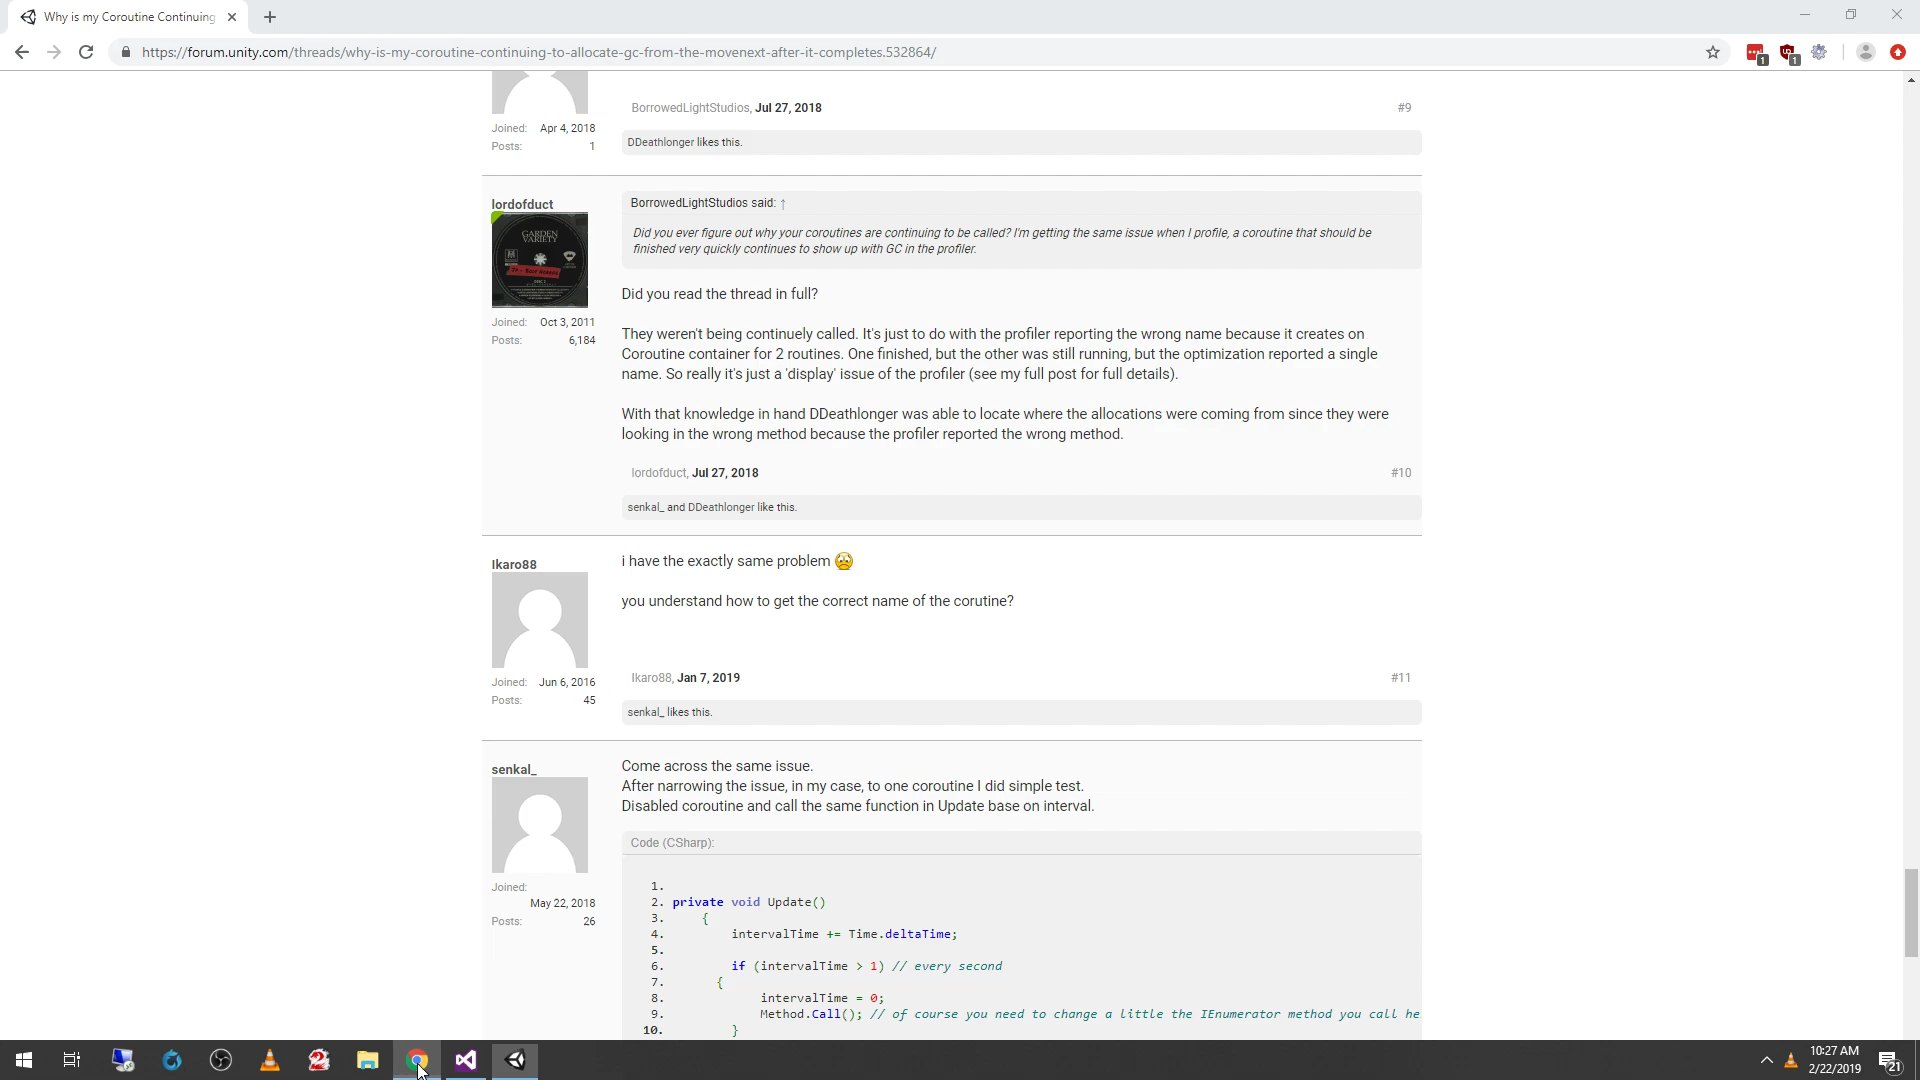 Why is my Coroutine Continuing
https://forum.unity.com/threads/why-is-my-coroutine-continuing-to-allocate-gc-from-the-movenext-after-it-completes.532864/
1
1
BorrowedLightStudios, Jul 27, 2018
#9
Joined: Apr 4, 2018
Posts: 1
DDeathlonger likes this.
lordofduct
GARDEN
VARIETY
Joined: Oct 3, 2011
Posts: 6,184
BorrowedLightStudios said: ↑
Did you ever figure out why your coroutines are continuing to be called? I'm getting the same issue when I profile, a coroutine that should be
finished very quickly continues to show up with GC in the profiler.
Did you read the thread in full?
They weren't being continuely called. It's just to do with the profiler reporting the wrong name because it creates on
Coroutine container for 2 routines. One finished, but the other was still running, but the optimization reported a single
name. So really it's just a 'display' issue of the profiler (see my full post for full details).
With that knowledge in hand DDeathlonger was able to locate where the allocations were coming from since they were
looking in the wrong method because the profiler reported the wrong method.
lordofduct, Jul 27, 2018
#10
senkal_ and DDeathlonger like this.
Ikaro88
Joined: Jun 6, 2016
Posts: 45
i have the exactly same problem
you understand how to get the correct name of the corutine?
Ikaro88, Jan 7, 2019
#11
senkal_ likes this.
senkal_
Joined:
May 22, 2018
Posts: 26
Come across the same issue.
After narrowing the issue, in my case, to one coroutine I did simple test.
Disabled coroutine and call the same function in Update base on interval.
Code (CSharp):
1.
2. private void Update()
3. {
4. intervalTime += Time.deltaTime;
5.
6. if (intervalTime > 1) // every second
7. {
8. intervalTime = 0;
9. Method.Call(); // of course you need to change a little the IEnumerator method you call he
10. }
10:27 AM
2/22/2019
21